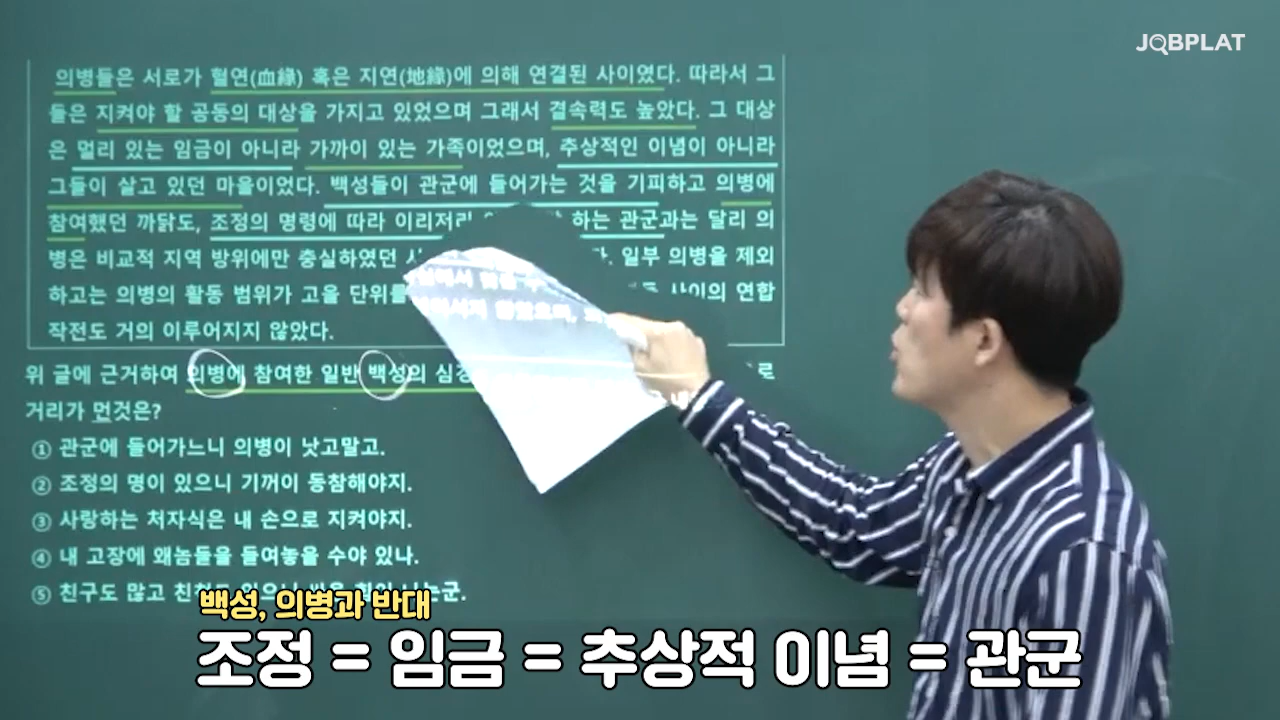 JOBPLAT
의병들은 서로가 혈연(血緣) 혹은 지연(地緣)에 의해 연결된 사이였다. 따라서 그
들은 지켜야 할 공동의 대상을 가지고 있었으며 그래서 결속력도 높았다. 그 대상
은 멀리 있는 임금이 아니라 가까이 있는 가족이었으며, 추상적인 이념이 아니라
그들이 살고 있던 마을이었다. 백성들이 관군에 들어가는 것을 기피하고 의병에
참여했던 까닭도, 조정의 명령에 따라 이리저리 하는 관군과는 달리 의
병은 비교적 지역 방위에만 충실하였던 일부 의병을 제외
하고는 의병의 활동 범위가 고을 단위를 사이의 연합
작전도 거의 이루어지지 않았다.
위 글에 근거하여 의병에 참여한 일반 백성의 로
거리가 먼것은?
① 관군에 들어가느니 의병이 낫고말고.
② 조정의 명이 있으니 기꺼이 동참해야지.
③ 사랑하는 처자식은 내 손으로 지켜야지.
④ 내 고장에 왜놈들을 들여놓을 수야 있나.
⑤ 친구도 많고
백성, 의병과 반대
조정 = 임금 = 추상적 이념 = 관군